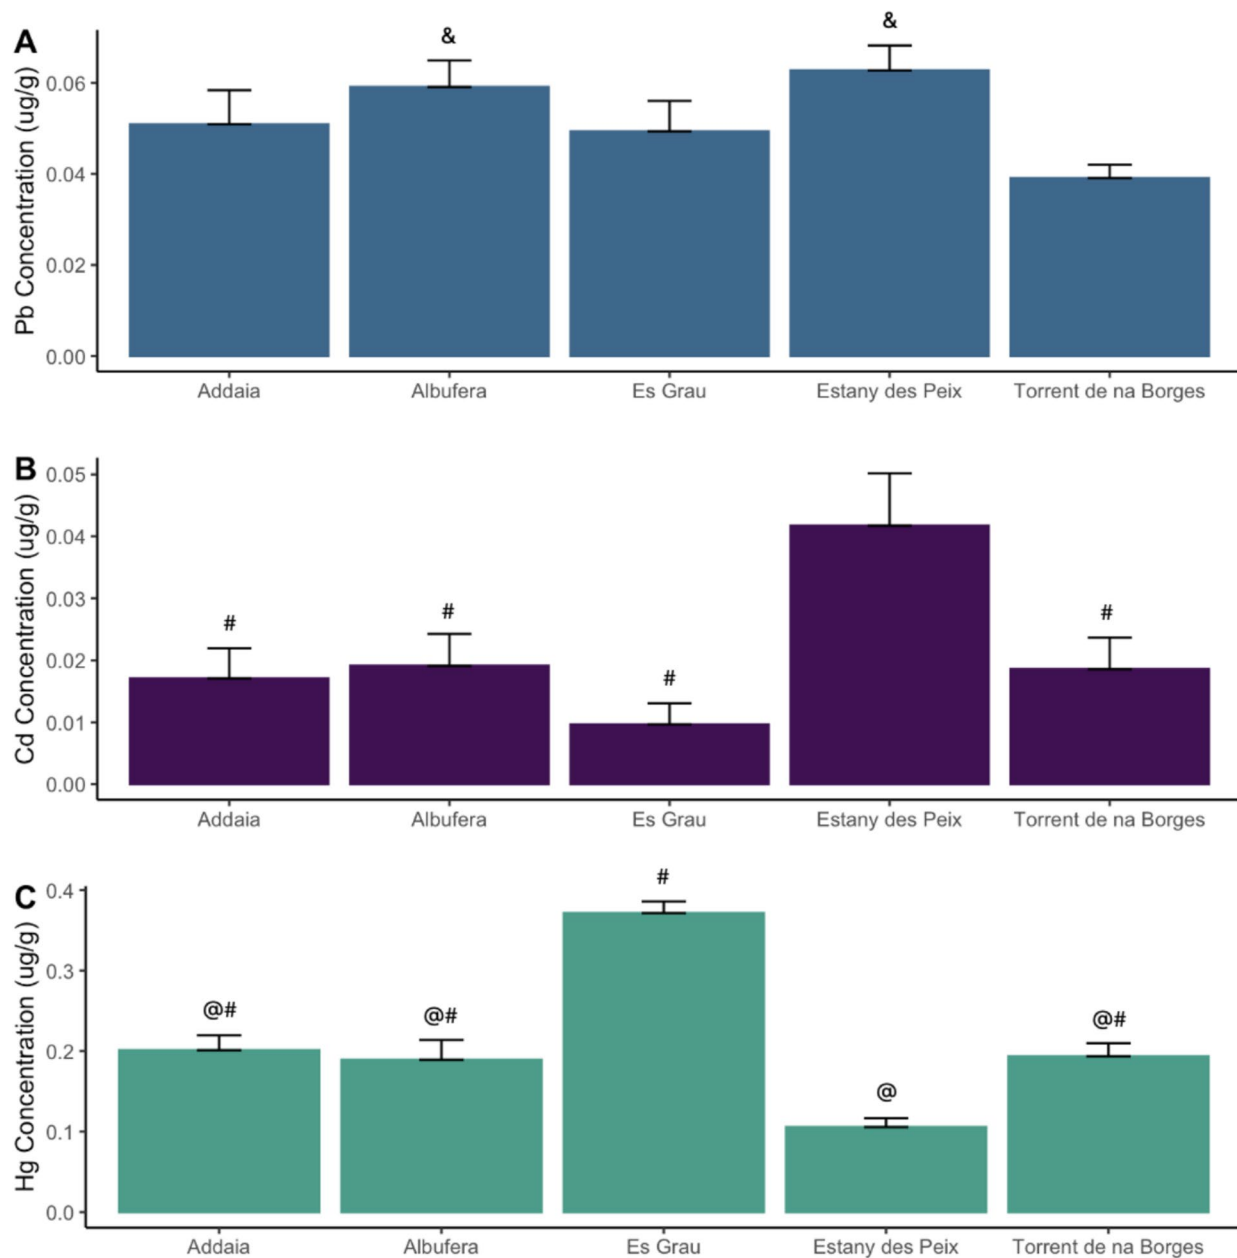 A
Pb Concentration (ug/g)
& &
0.06
0.04
0.02
0.00
Addaia Albufera Es Grau Estany des Peix Torrent de na Borges
B
Cd Concentration (ug/g)
0.05
0.04
0.03
# # # #
0.02
0.01
0.00
Addaia Albufera Es Grau Estany des Peix Torrent de na Borges
C
Hg Concentration (ug/g)
0.4
#
0.3
@# @# @ @#
0.2
0.1
0.0
Addaia Albufera Es Grau Estany des Peix Torrent de na Borges